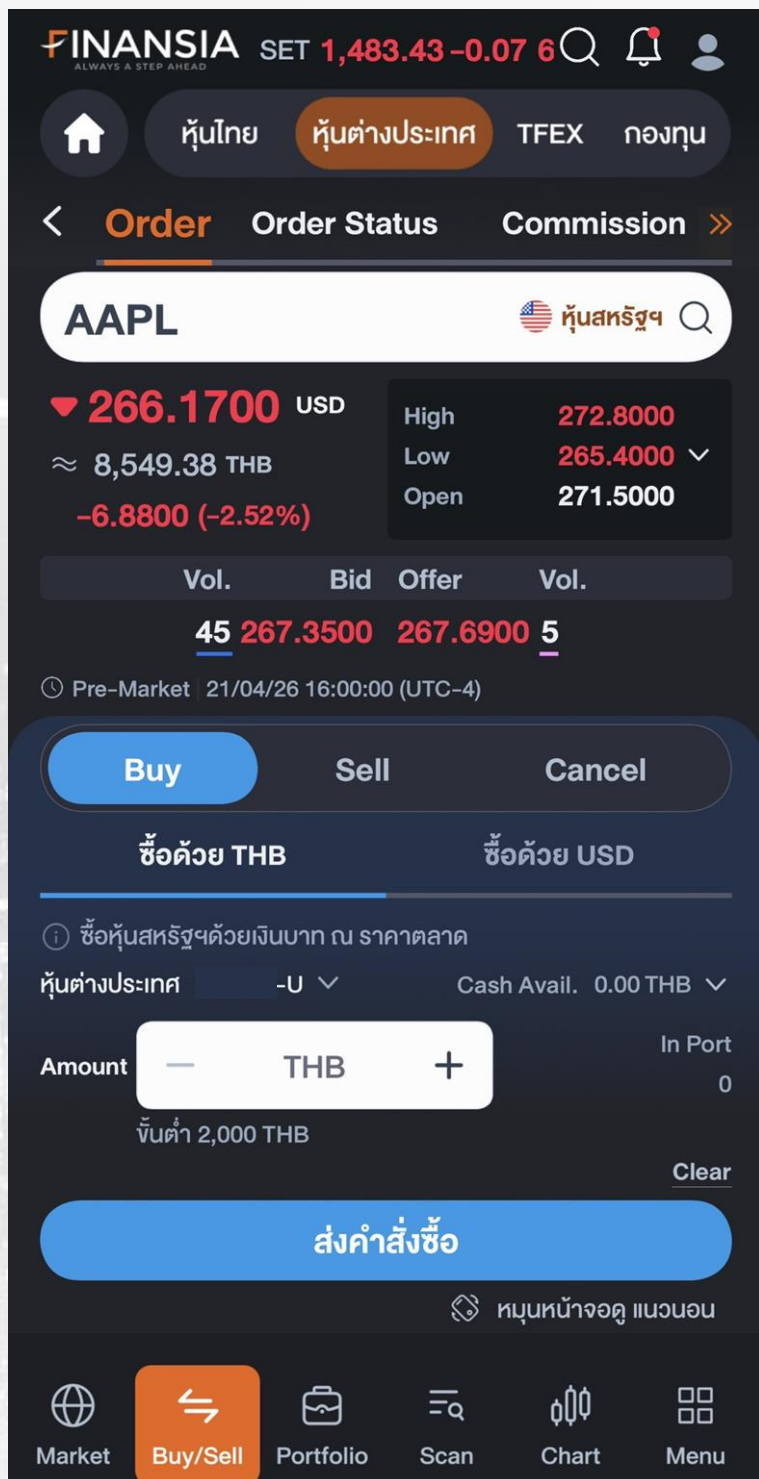 FINANSIA SET 1,483.43 -0.07 6
ALWAYS A STEP AHEAD
หุ้นไทย หุ้นต่างประเทศ TFEX กองทุน
Order Order Status Commission
AAPL หุ้นสหรัฐฯ
266.1700 USD
≈ 8,549.38 THB
-6.8800 (-2.52%)
High 272.8000
Low 265.4000
Open 271.5000
Vol. Bid Offer Vol.
45 267.3500 267.6900 5
Pre-Market 21/04/26 16:00:00 (UTC-4)
Buy Sell Cancel
ซื้อด้วย THB ซื้อด้วย USD
ซื้อหุ้นสหรัฐฯด้วยเงินบาท ณ ราคาตลาด
หุ้นต่างประเทศ -U Cash Avail. 0.00 THB
Amount — THB + In Port
0
ขั้นต่ำ 2,000 THB
Clear
ส่งคำสั่งซื้อ
หมุนหน้าจอดู แนวนอน
Market Buy/Sell Portfolio Scan Chart Menu